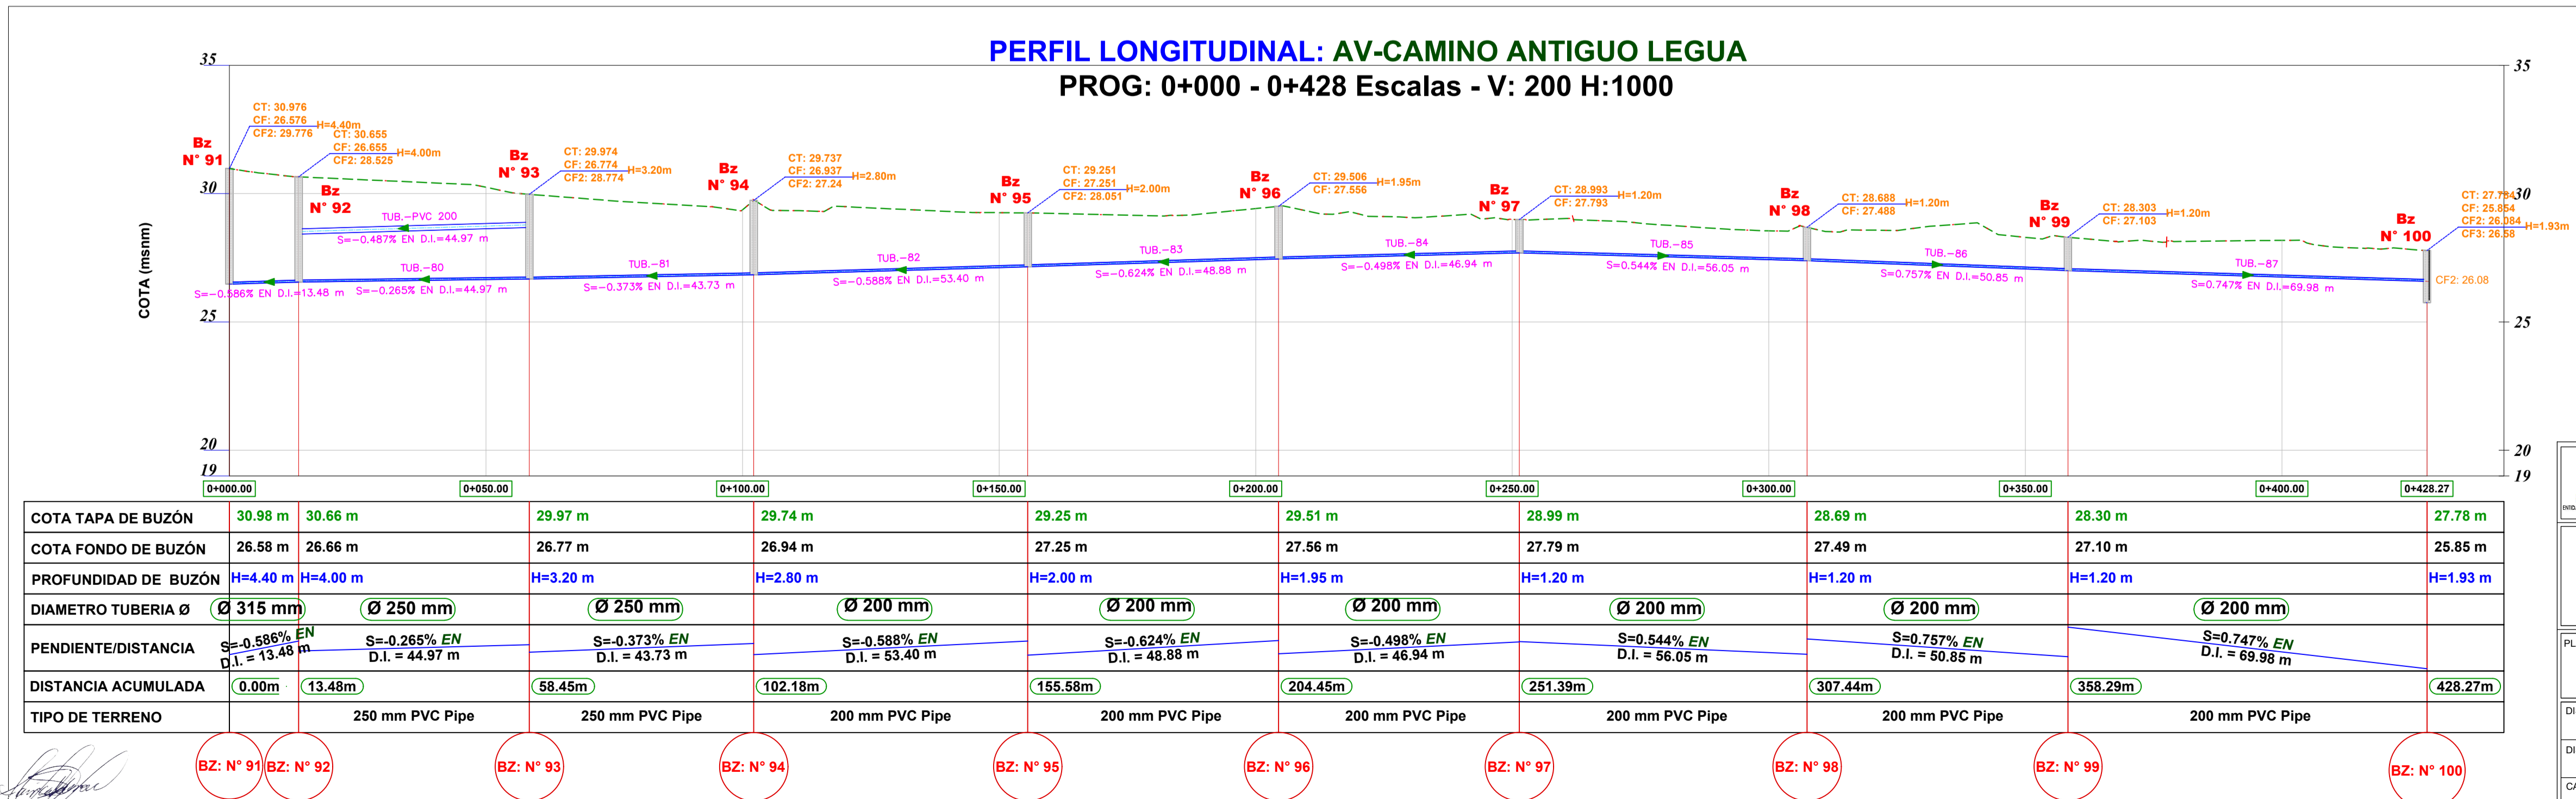 PERFIL LONGITUDINAL: AV-CAMINO ANTIGUO LEGUA
PROG: 0+000 - 0+428 Escalas - V: 200 H:1000
COTA (msnm)
35
30
25
20
19
35
30
25
20
19
Bz
N° 91
CT: 30.976
CF: 26.576
CF2: 29.776
H=4.40m
Bz
N° 92
CT: 30.655
CF: 26.655
CF2: 28.525
H=4.00m
Bz
N° 93
CT: 29.974
CF: 26.774
CF2: 28.774
H=3.20m
Bz
N° 94
CT: 29.737
CF: 26.937
CF2: 27.24
H=2.80m
Bz
N° 95
CT: 29.251
CF: 27.251
CF2: 28.051
H=2.00m
Bz
N° 96
CT: 29.506
CF: 27.556
H=1.95m
Bz
N° 97
CT: 28.993
CF: 27.793
H=1.20m
Bz
N° 98
CT: 28.688
CF: 27.488
H=1.20m
Bz
N° 99
CT: 28.303
CF: 27.103
H=1.20m
Bz
N° 100
CT: 27.784
CF: 25.854
CF2: 26.084
CF3: 26.58
H=1.93m
CF2: 26.08
TUB.-PVC 200
S=-0.487% EN D.I.=44.97 m
S=-0.586% EN D.I.=13.48 m
TUB.-80
S=-0.265% EN D.I.=44.97 m
TUB.-81
S=-0.373% EN D.I.=43.73 m
TUB.-82
S=-0.588% EN D.I.=53.40 m
TUB.-83
S=-0.624% EN D.I.=48.88 m
TUB.-84
S=-0.498% EN D.I.=46.94 m
TUB.-85
S=0.544% EN D.I.=56.05 m
TUB.-86
S=0.757% EN D.I.=50.85 m
TUB.-87
S=0.747% EN D.I.=69.98 m
0+000.00 0+050.00 0+100.00 0+150.00 0+200.00 0+250.00 0+300.00 0+350.00 0+400.00 0+428.27
COTA TAPA DE BUZÓN 30.98 m 30.66 m 29.97 m 29.74 m 29.25 m 29.51 m 28.99 m 28.69 m 28.30 m 27.78 m
COTA FONDO DE BUZÓN 26.58 m 26.66 m 26.77 m 26.94 m 27.25 m 27.56 m 27.79 m 27.49 m 27.10 m 25.85 m
PROFUNDIDAD DE BUZÓN H=4.40 m H=4.00 m H=3.20 m H=2.80 m H=2.00 m H=1.95 m H=1.20 m H=1.20 m H=1.20 m H=1.93 m
DIAMETRO TUBERIA Ø Ø 315 mm Ø 250 mm Ø 250 mm Ø 200 mm Ø 200 mm Ø 200 mm Ø 200 mm Ø 200 mm Ø 200 mm
PENDIENTE/DISTANCIA
S=-0.586% EN
D.I. = 13.48 m
S=-0.265% EN
D.I. = 44.97 m
S=-0.373% EN
D.I. = 43.73 m
S=-0.588% EN
D.I. = 53.40 m
S=-0.624% EN
D.I. = 48.88 m
S=-0.498% EN
D.I. = 46.94 m
S=0.544% EN
D.I. = 56.05 m
S=0.757% EN
D.I. = 50.85 m
S=0.747% EN
D.I. = 69.98 m
DISTANCIA ACUMULADA 0.00m 13.48m 58.45m 102.18m 155.58m 204.45m 251.39m 307.44m 358.29m 428.27m
TIPO DE TERRENO 250 mm PVC Pipe 250 mm PVC Pipe 200 mm PVC Pipe 200 mm PVC Pipe 200 mm PVC Pipe 200 mm PVC Pipe 200 mm PVC Pipe 200 mm PVC Pipe
BZ: N° 91 BZ: N° 92 BZ: N° 93 BZ: N° 94 BZ: N° 95 BZ: N° 96 BZ: N° 97 BZ: N° 98 BZ: N° 99 BZ: N° 100
PL
DI
DI
CA